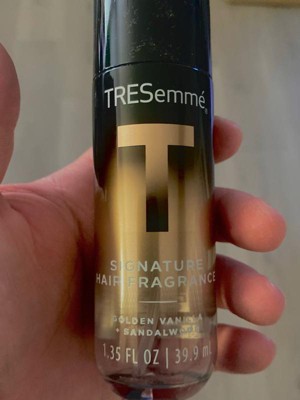 TRESemmé®
T
SIGNATURE
HAIR FRAGRANCE
GOLDEN VANILLA
+ SANDALWOOD
1.35 FL OZ | 39.9 mL